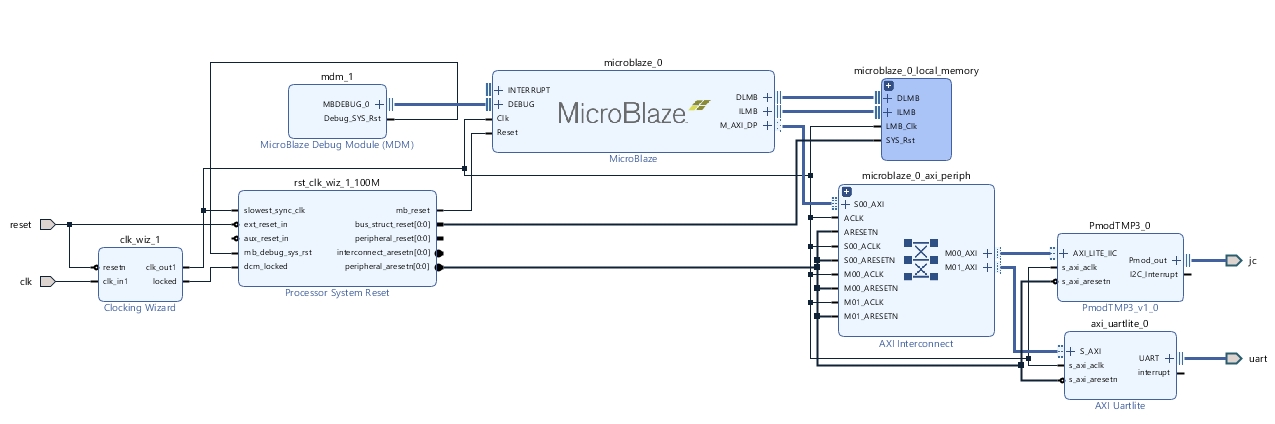 mdm_1
MBDEBUG_0
Debug_SYS_Rst
MicroBlaze Debug Module (MDM)
microblaze_0
INTERRUPT
DEBUG
Clk
Reset
MicroBlaze
DLMB
ILMB
M_AXI_DP
MicroBlaze
microblaze_0_local_memory
DLMB
ILMB
LMB_Clk
SYS_Rst
reset
clk
clk_wiz_1
resetn
clk_in1
clk_out1
locked
Clocking Wizard
rst_clk_wiz_1_100M
slowest_sync_clk
ext_reset_in
aux_reset_in
mb_debug_sys_rst
dcm_locked
mb_reset
bus_struct_reset[0:0]
peripheral_reset[0:0]
interconnect_aresetn[0:0]
peripheral_aresetn[0:0]
Processor System Reset
microblaze_0_axi_periph
S00_AXI
ACLK
ARESETN
S00_ACLK
S00_ARESETN
M00_ACLK
M00_ARESETN
M01_ACLK
M01_ARESETN
M00_AXI
M01_AXI
AXI Interconnect
PmodTMP3_0
AXI_LITE_IIC
s_axi_aclk
s_axi_aresetn
Pmod_out
I2C_Interrupt
PmodTMP3_v1_0
jc
axi_uartlite_0
S_AXI
s_axi_aclk
s_axi_aresetn
UART
interrupt
AXI Uartlite
uart